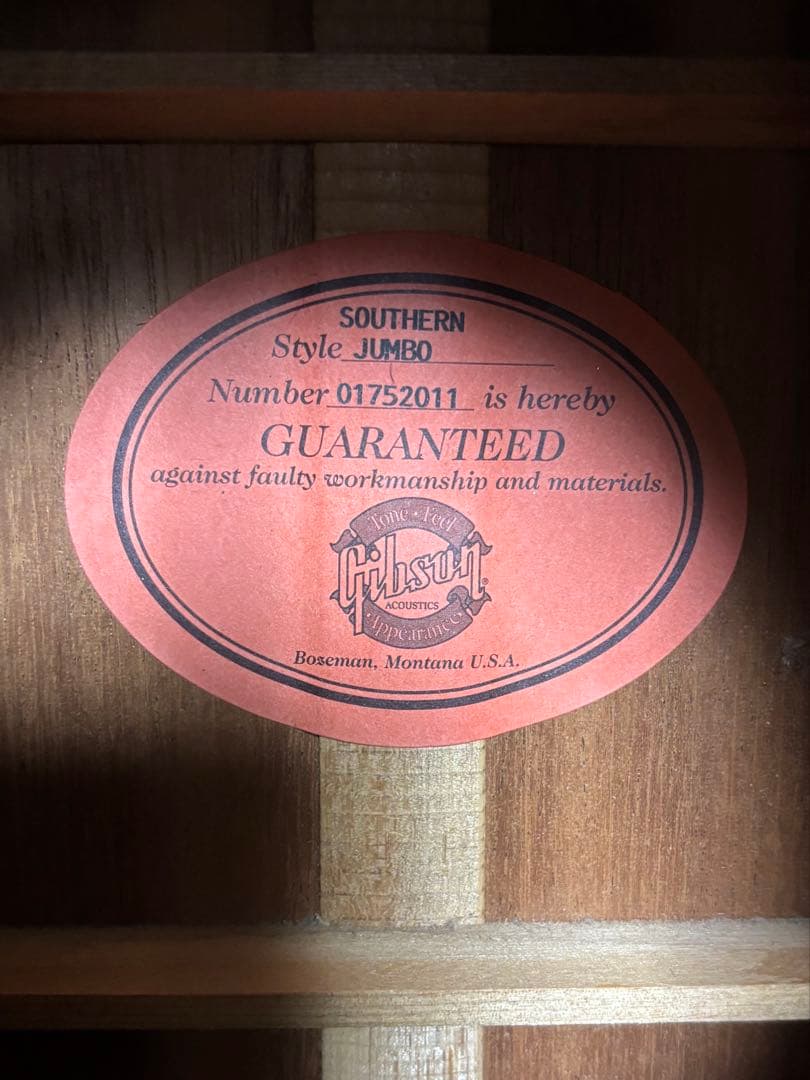 SOUTHERN
Style JUMBO
Number 01752011 is hereby
GUARANTEED
against faulty workmanship and materials.
Tone • Feel
Gibson®
ACOUSTICS
Appearance
Bozeman, Montana U.S.A.